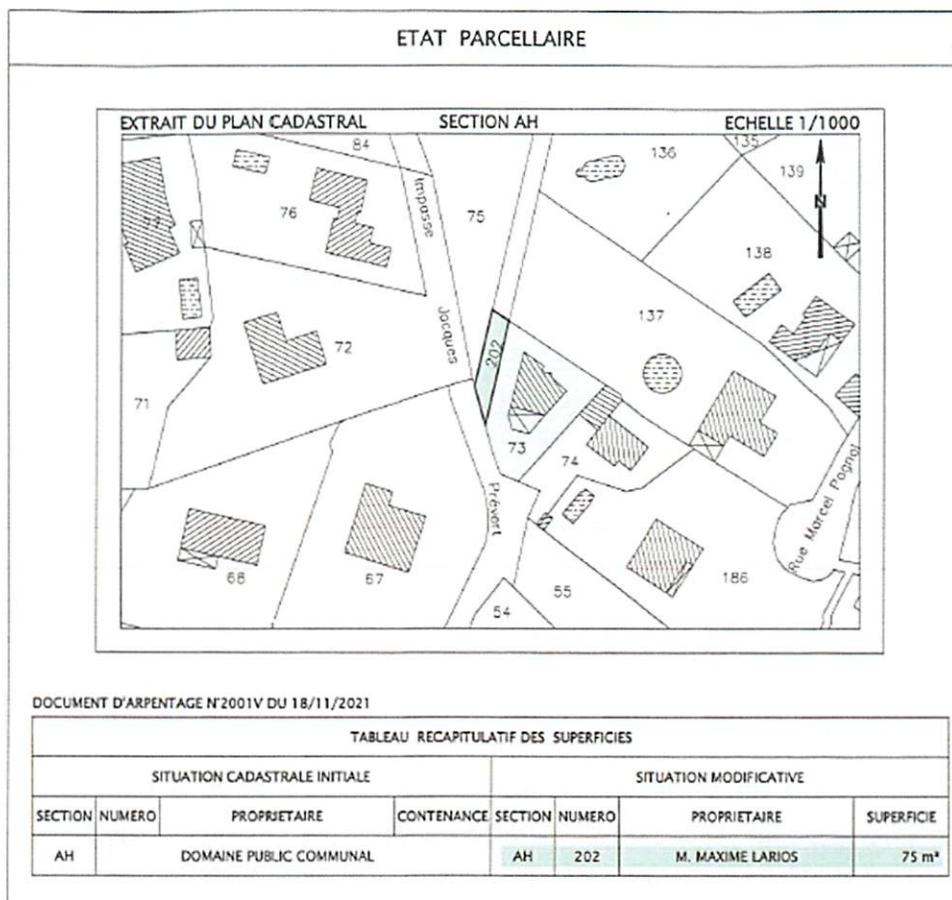 ETAT PARCELLAIRE
EXTRAIT DU PLAN CADASTRAL SECTION AH ECHELLE 1/1000
84
136
135
139
76
Impasse
75
N
77
138
137
72
Jacques
202
71
73
74
Prévert
Rue Marcel Pagnol
68
67
186
55
54
DOCUMENT D'ARPENTAGE N°2001V DU 18/11/2021
TABLEAU RECAPITULATIF DES SUPERFICIES
SITUATION CADASTRALE INITIALE SITUATION MODIFICATIVE
SECTION NUMERO PROPRIETAIRE CONTENANCE SECTION NUMERO PROPRIETAIRE SUPERFICIE
AH DOMAINE PUBLIC COMMUNAL AH 202 M. MAXIME LARIOS 75 m²